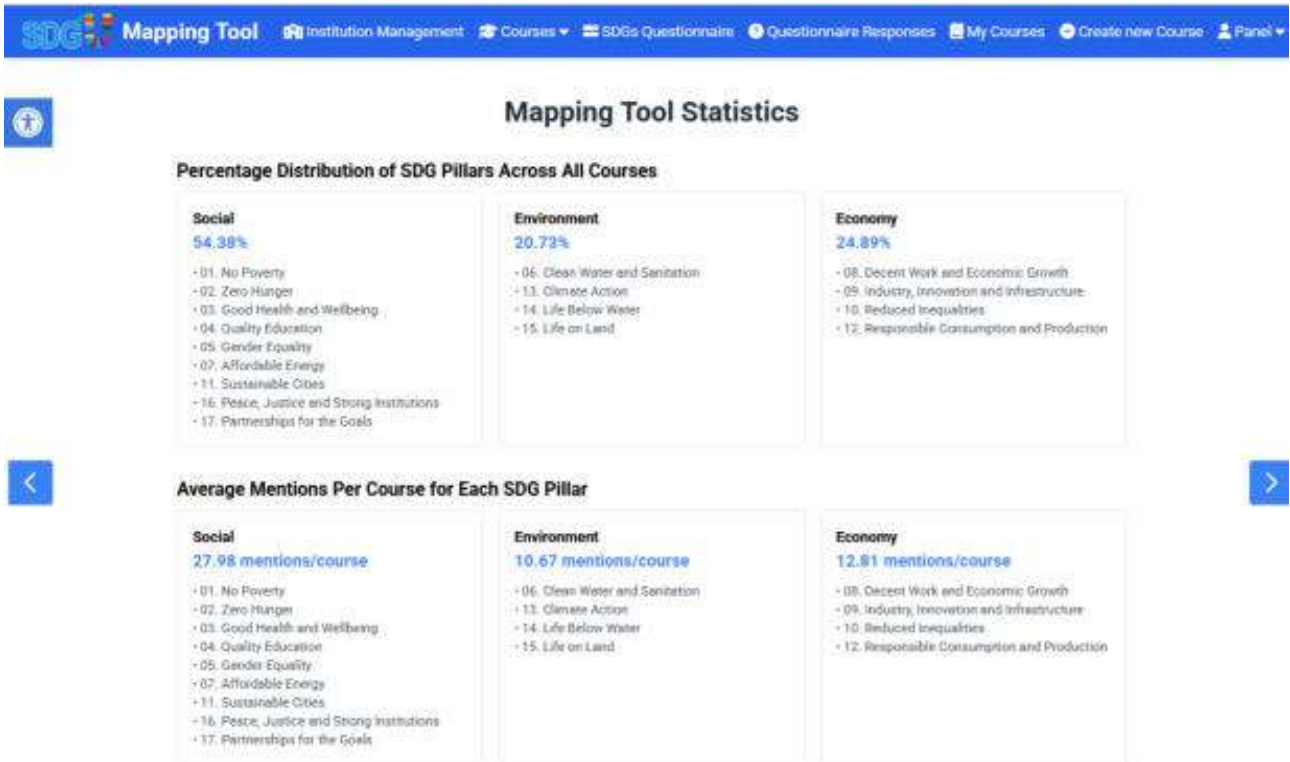 SDG4U Mapping Tool Institution Management Courses SDGs Questionnaire Questionnaire Responses My Courses Create new Course Panel
Mapping Tool Statistics
Percentage Distribution of SDG Pillars Across All Courses
Social
54.38%
• 01. No Poverty
• 02. Zero Hunger
• 03. Good Health and Wellbeing
• 04. Quality Education
• 05. Gender Equality
• 07. Affordable Energy
• 11. Sustainable Cities
• 16. Peace, Justice and Strong Institutions
• 17. Partnerships for the Goals
Environment
20.73%
• 06. Clean Water and Sanitation
• 13. Climate Action
• 14. Life Below Water
• 15. Life on Land
Economy
24.89%
• 08. Decent Work and Economic Growth
• 09. Industry, Innovation and Infrastructure
• 10. Reduced Inequalities
• 12. Responsible Consumption and Production
Average Mentions Per Course for Each SDG Pillar
Social
27.98 mentions/course
• 01. No Poverty
• 02. Zero Hunger
• 03. Good Health and Wellbeing
• 04. Quality Education
• 05. Gender Equality
• 07. Affordable Energy
• 11. Sustainable Cities
• 16. Peace, Justice and Strong Institutions
• 17. Partnerships for the Goals
Environment
10.67 mentions/course
• 06. Clean Water and Sanitation
• 13. Climate Action
• 14. Life Below Water
• 15. Life on Land
Economy
12.81 mentions/course
• 08. Decent Work and Economic Growth
• 09. Industry, Innovation and Infrastructure
• 10. Reduced Inequalities
• 12. Responsible Consumption and Production